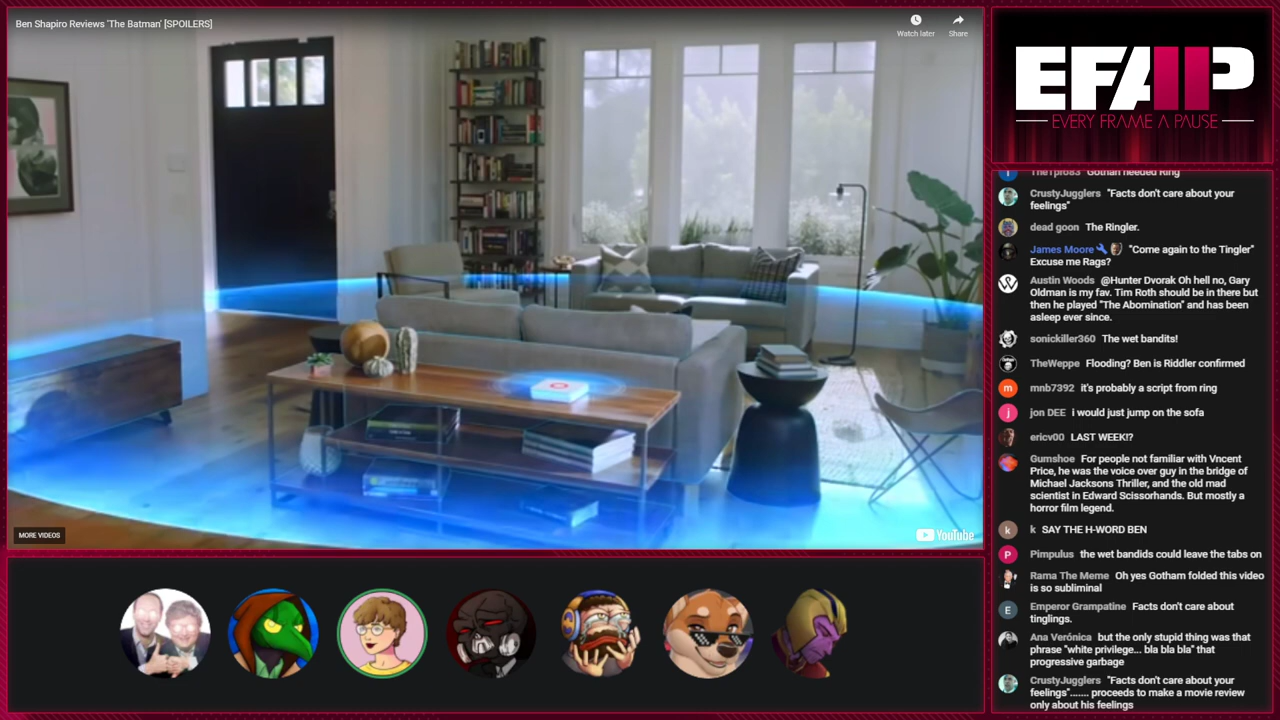 Ben Shapiro Reviews 'The Batman' [SPOILERS]
Watch later
Share
MORE VIDEOS
YouTube
EFAP
EVERY FRAME A PAUSE
TheTpro83 Gotham needed Ring
CrustyJugglers "Facts don't care about your
feelings"
dead goon The Ringler.
James Moore "Come again to the Tingler"
Excuse me Rags?
Austin Woods @Hunter Dvorak Oh hell no, Gary
Oldman is my fav. Tim Roth should be in there but
then he played "The Abomination" and has been
asleep ever since.
sonickiller360 The wet bandits!
TheWeppe Flooding? Ben is Riddler confirmed
m
mnb7392 it's probably a script from ring
j
jon DEE i would just jump on the sofa
ericv00 LAST WEEK!?
Gumshoe For people not familiar with Vncent
Price, he was the voice over guy in the bridge of
Michael Jacksons Thriller, and the old mad
scientist in Edward Scissorhands. But mostly a
horror film legend.
k
k SAY THE H-WORD BEN
P
Pimpulus the wet bandids could leave the tabs on
Rama The Meme Oh yes Gotham folded this video
is so subliminal
E
Emperor Grampatine Facts don't care about
tinglings.
Ana Verónica but the only stupid thing was that
phrase "white privilege... bla bla bla" that
progressive garbage
CrustyJugglers "Facts don't care about your
feelings"....... proceeds to make a movie review
only about his feelings